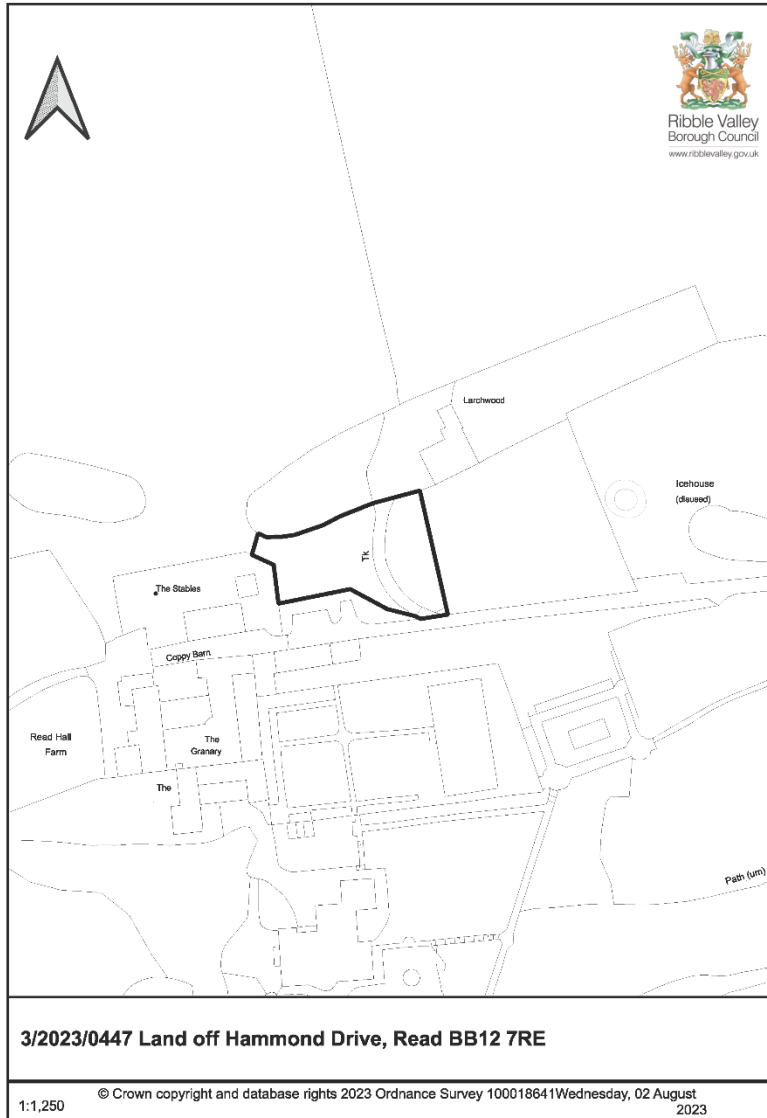 Ribble Valley
Borough Council
www.ribblevalley.gov.uk
Larchwood
Icehouse
(disused)
Tk
The Stables
Coppy Barn
Read Hall
Farm
The
Granary
The
Path (um)
3/2023/0447 Land off Hammond Drive, Read BB12 7RE
1:1,250
© Crown copyright and database rights 2023 Ordnance Survey 100018641Wednesday, 02 August
2023